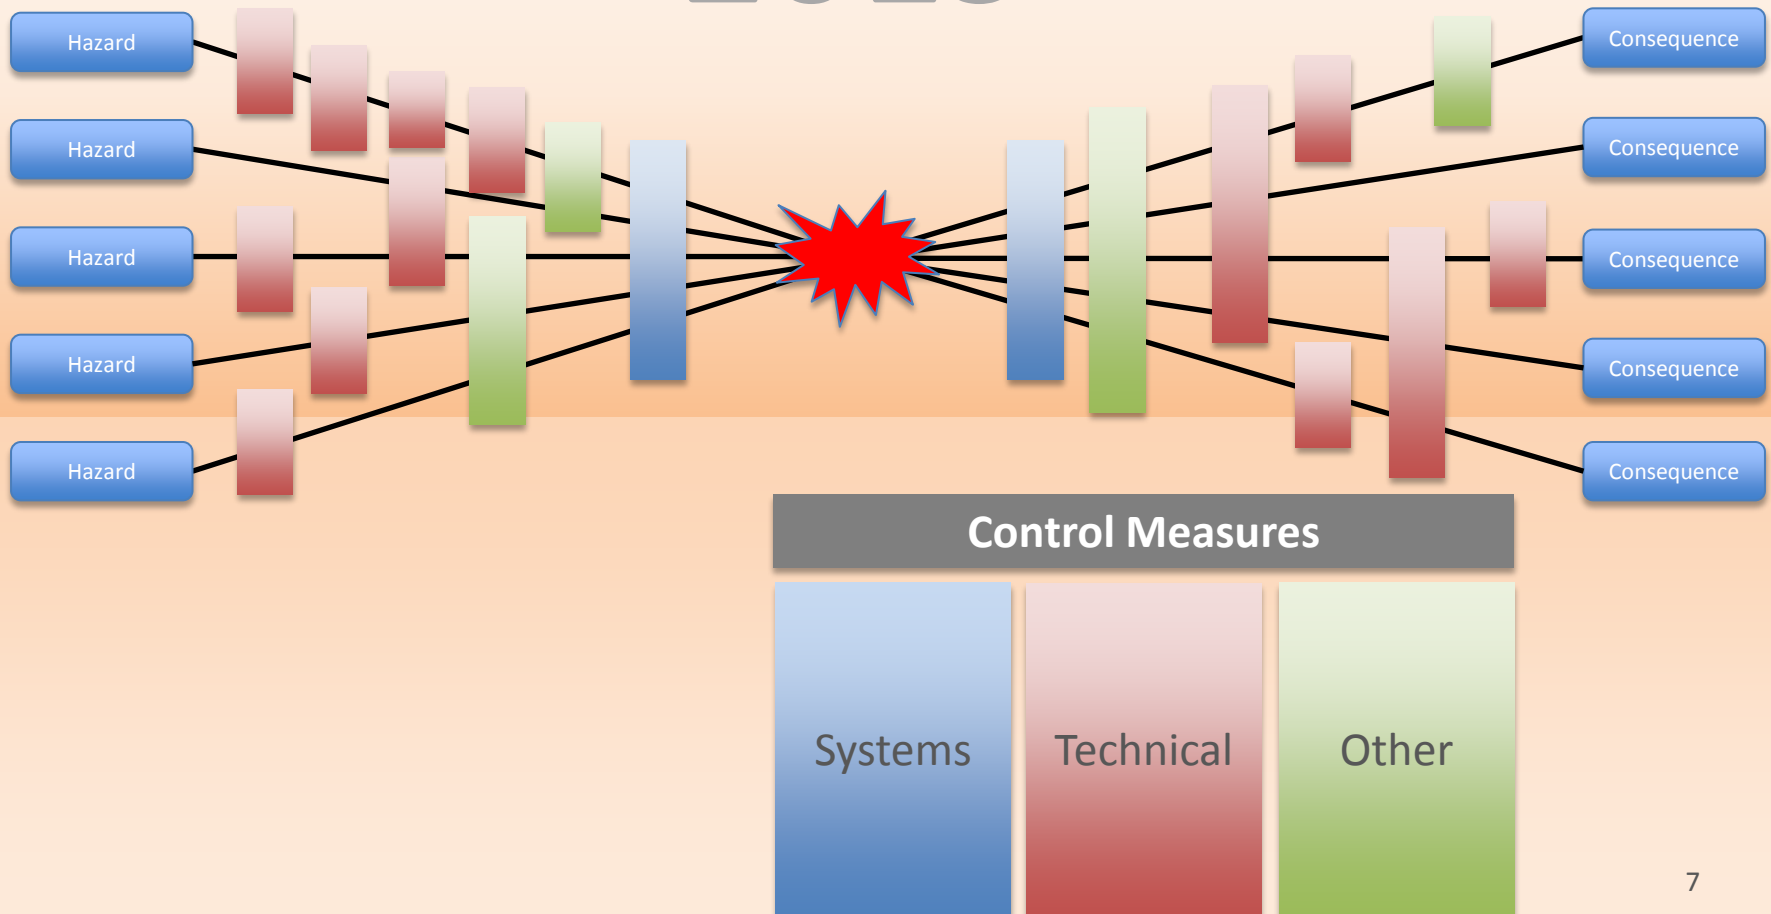 Hazard
Hazard
Hazard
Hazard
Hazard
Consequence
Consequence
Consequence
Consequence
Consequence
Control Measures
Systems
Technical
Other
7